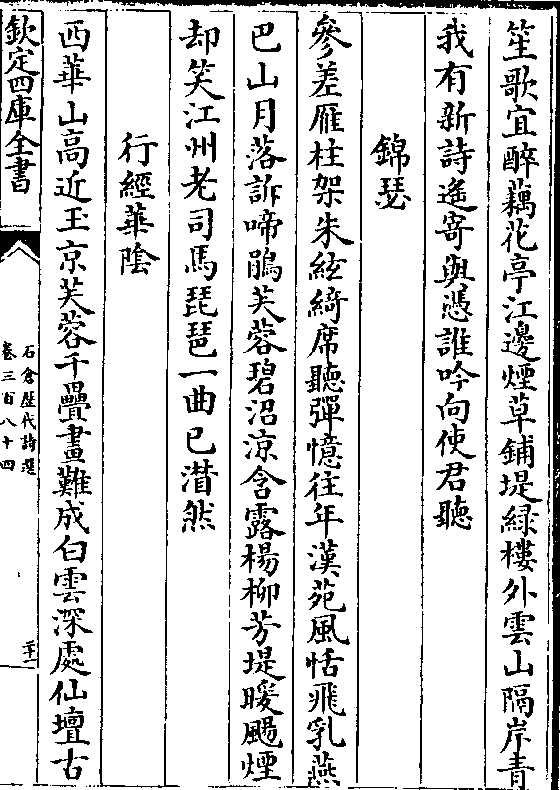 笙歌宜醉藕花亭江邊煙草鋪堤緑樓外雲山隔岸青
我有新詩遙寄與憑誰吟向使君聽
錦瑟
參差雁柱架朱絃綺席聽彈憶往年漢苑風恬飛乳燕
巴山月落訴啼鵑芙蓉碧沼涼含露楊柳芳堤暖颺煙
却笑江州老司馬琵琶一曲已潸然
行經華陰
西華山高近玉京芙蓉千疊畫難成白雲深處仙壇古
欽定四庫全書
石倉歷代詩選
卷三百八十四
二十一